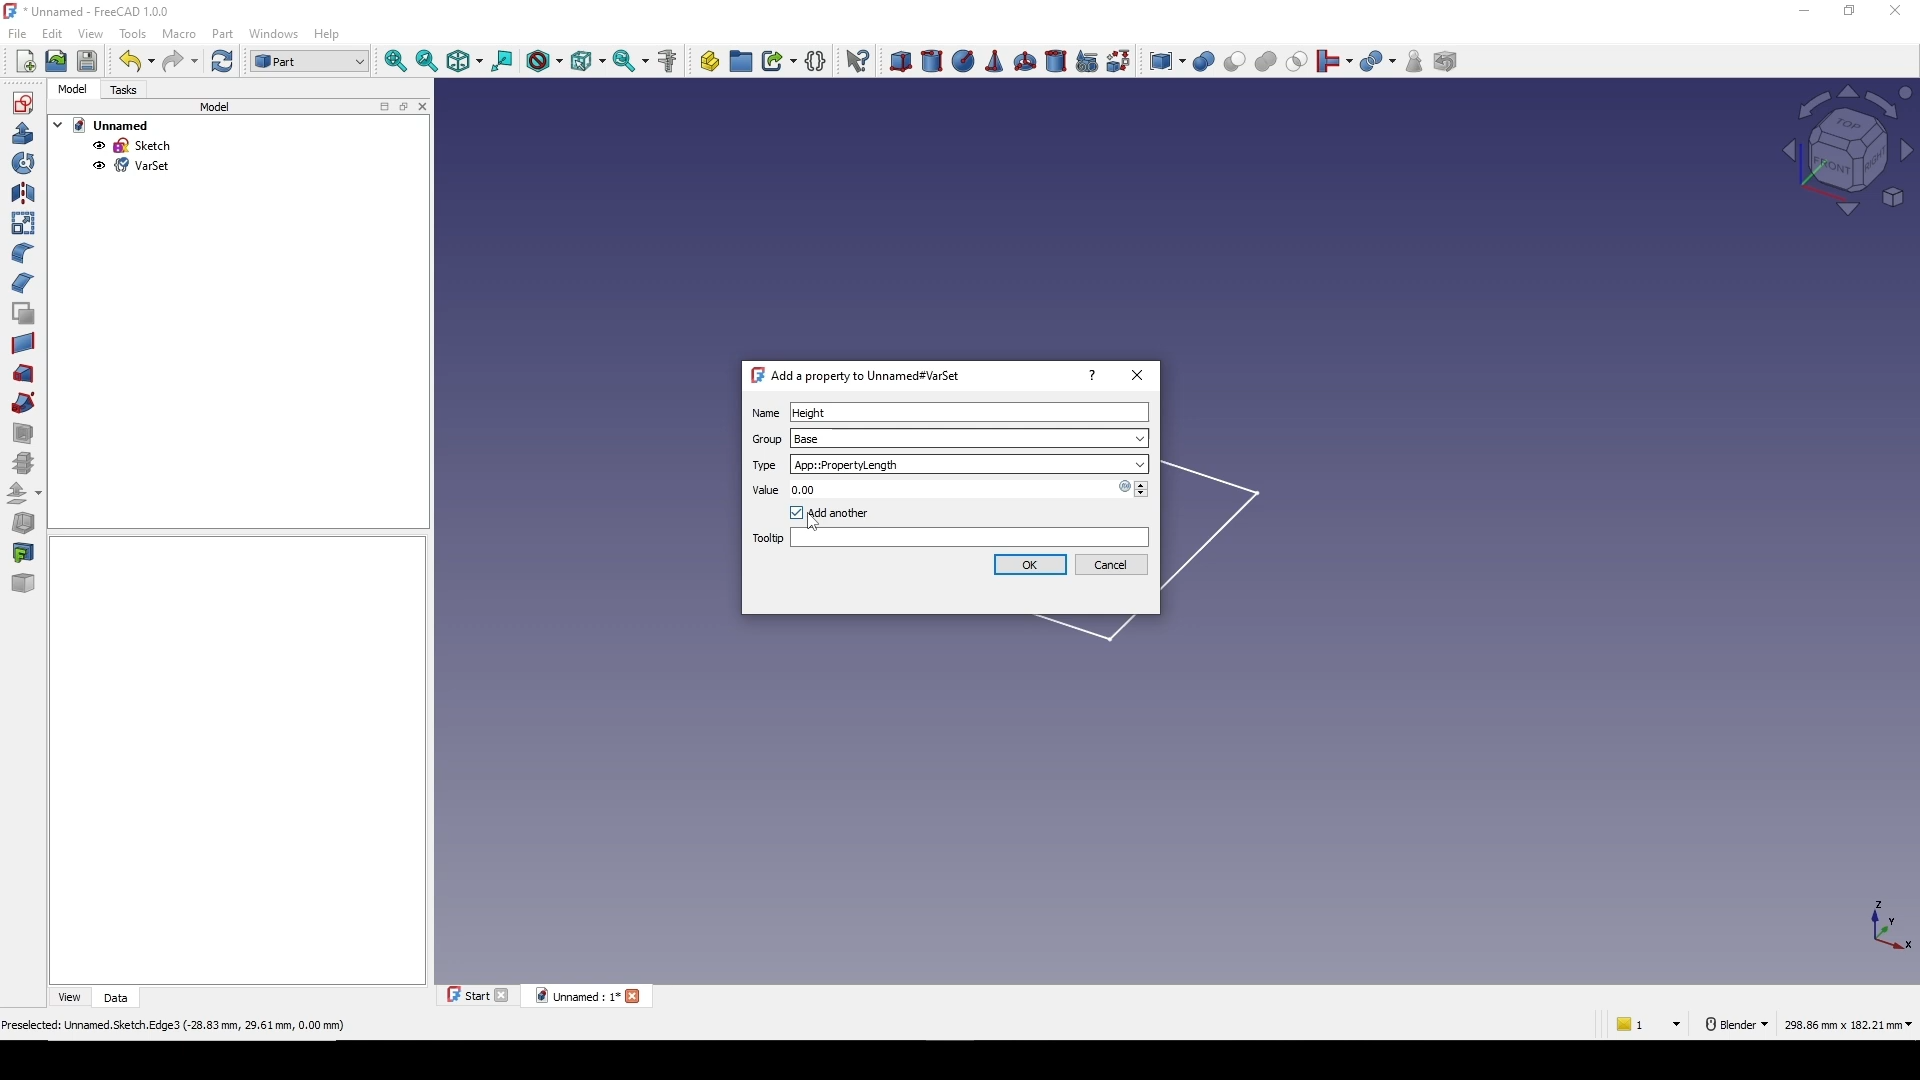 * Unnamed - FreeCAD 1.0.0
File Edit View Tools Macro Part Windows Help
Part
Model Tasks
Model
Unnamed
Sketch
VarSet
TOP
FRONT
RIGHT
Add a property to Unnamed#VarSet ?
Name Height
Group Base
Type App::PropertyLength
Value 0.00
Add another
Tooltip
OK Cancel
Z
Y
X
View Data
Start Unnamed : 1*
Preselected: Unnamed.Sketch.Edge3 (-28.83 mm, 29.61 mm, 0.00 mm) 1 Blender 298.86 mm x 182.21 mm